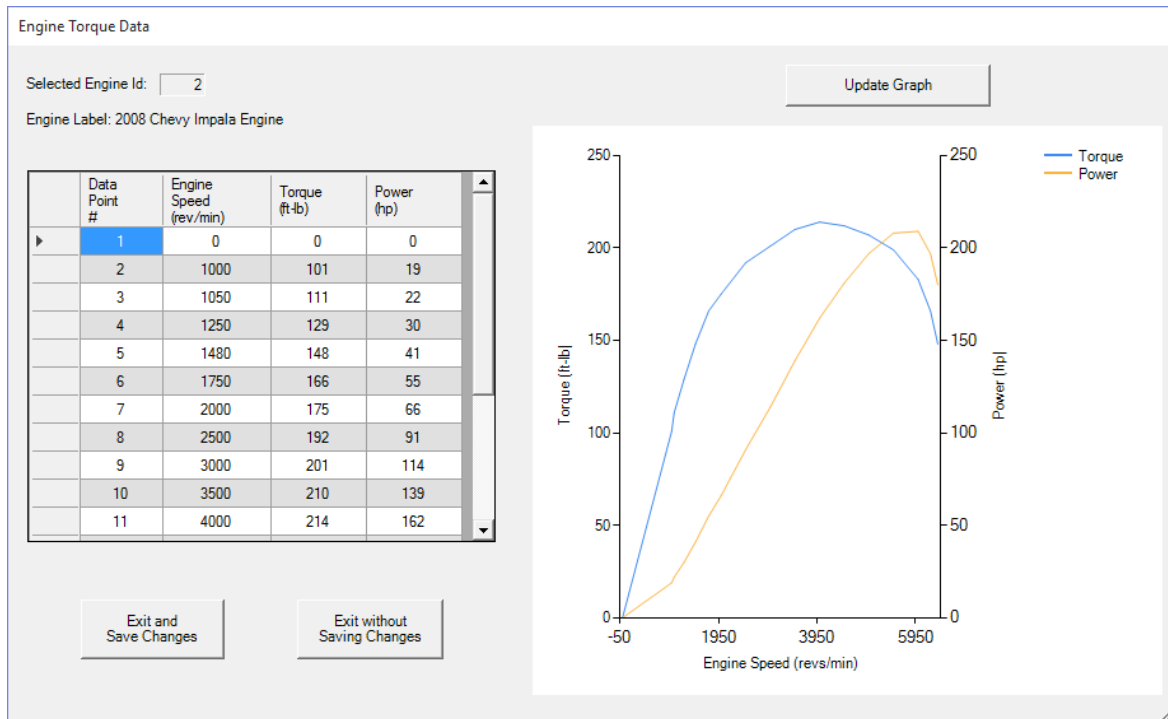 Engine Torque Data
Selected Engine Id: 2
Update Graph
Engine Label: 2008 Chevy Impala Engine
Data Point # Engine Speed (rev/min) Torque (ft-lb) Power (hp)
1 0 0 0
2 1000 101 19
3 1050 111 22
4 1250 129 30
5 1480 148 41
6 1750 166 55
7 2000 175 66
8 2500 192 91
9 3000 201 114
10 3500 210 139
11 4000 214 162
Exit and
Save Changes
Exit without
Saving Changes
Torque
Power
250
200
150
100
50
0
Torque (ft-lb|
250
200
150
100
50
0
Power (hp|
-50 1950 3950 5950
Engine Speed (revs/min)